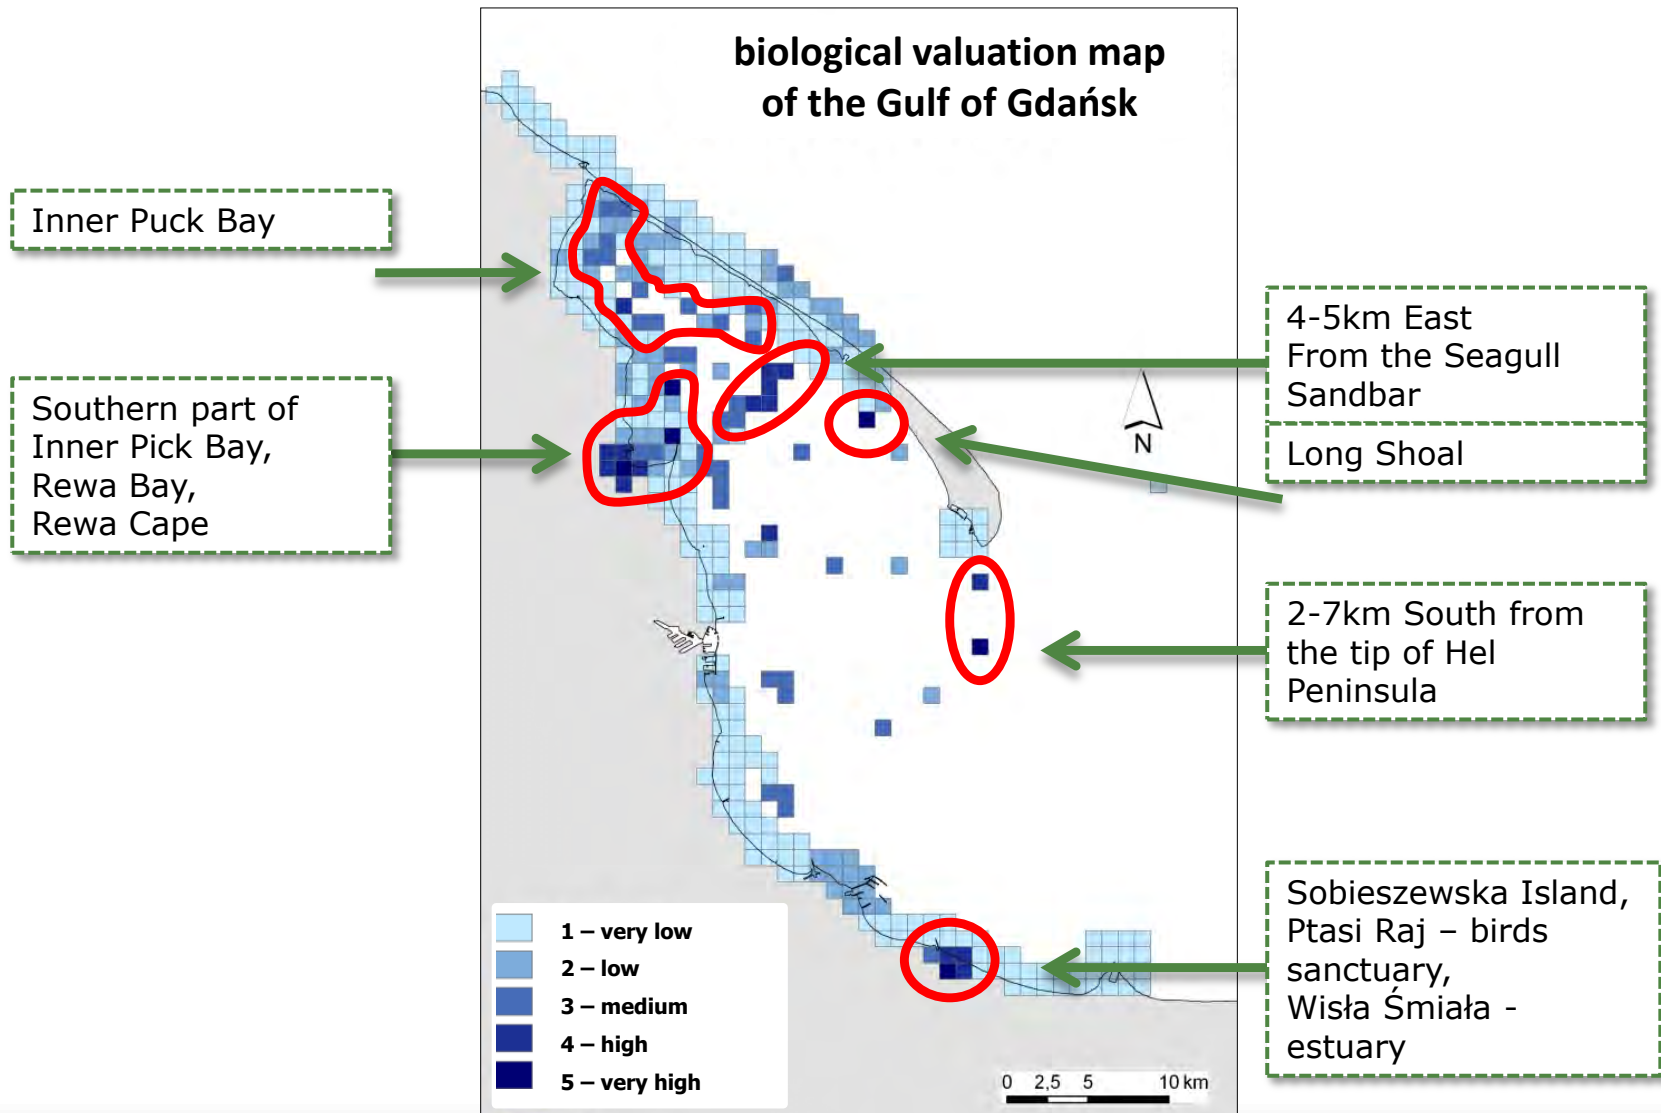 biological valuation map
of the Gulf of Gdańsk
Inner Puck Bay
Southern part of
Inner Pick Bay,
Rewa Bay,
Rewa Cape
4-5km East
From the Seagull
Sandbar
Long Shoal
N
2-7km South from
the tip of Hel
Peninsula
Sobieszewska Island,
Ptasi Raj – birds
sanctuary,
Wisła Śmiała -
estuary
1 – very low
2 – low
3 – medium
4 – high
5 – very high
0 2,5 5 10 km